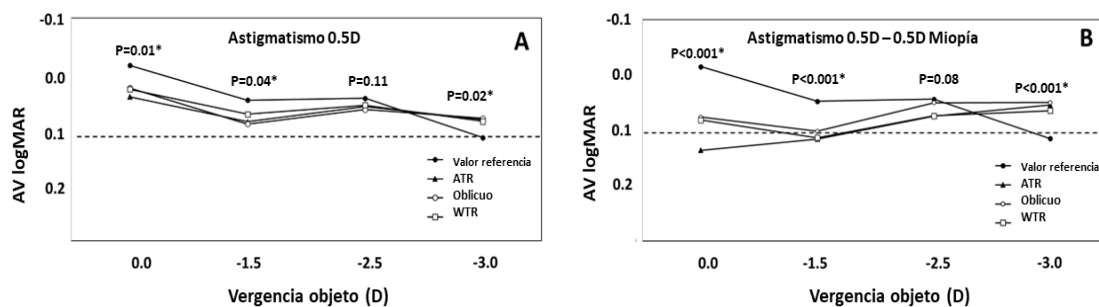 -0.1
0.0
0.1
0.2
AV logMAR
Astigmatismo 0.5D
A
P=0.01*
P=0.04*
P=0.11
P=0.02*
Valor referencia
ATR
Oblicuo
WTR
0.0
-1.5
-2.5
-3.0
Vergencia objeto (D)
-0.1
0.0
0.1
0.2
AV logMAR
Astigmatismo 0.5D – 0.5D Miopía
B
P<0.001*
P<0.001*
P=0.08
P<0.001*
Valor referencia
ATR
Oblicuo
WTR
0.0
-1.5
-2.5
-3.0
Vergencia objeto (D)